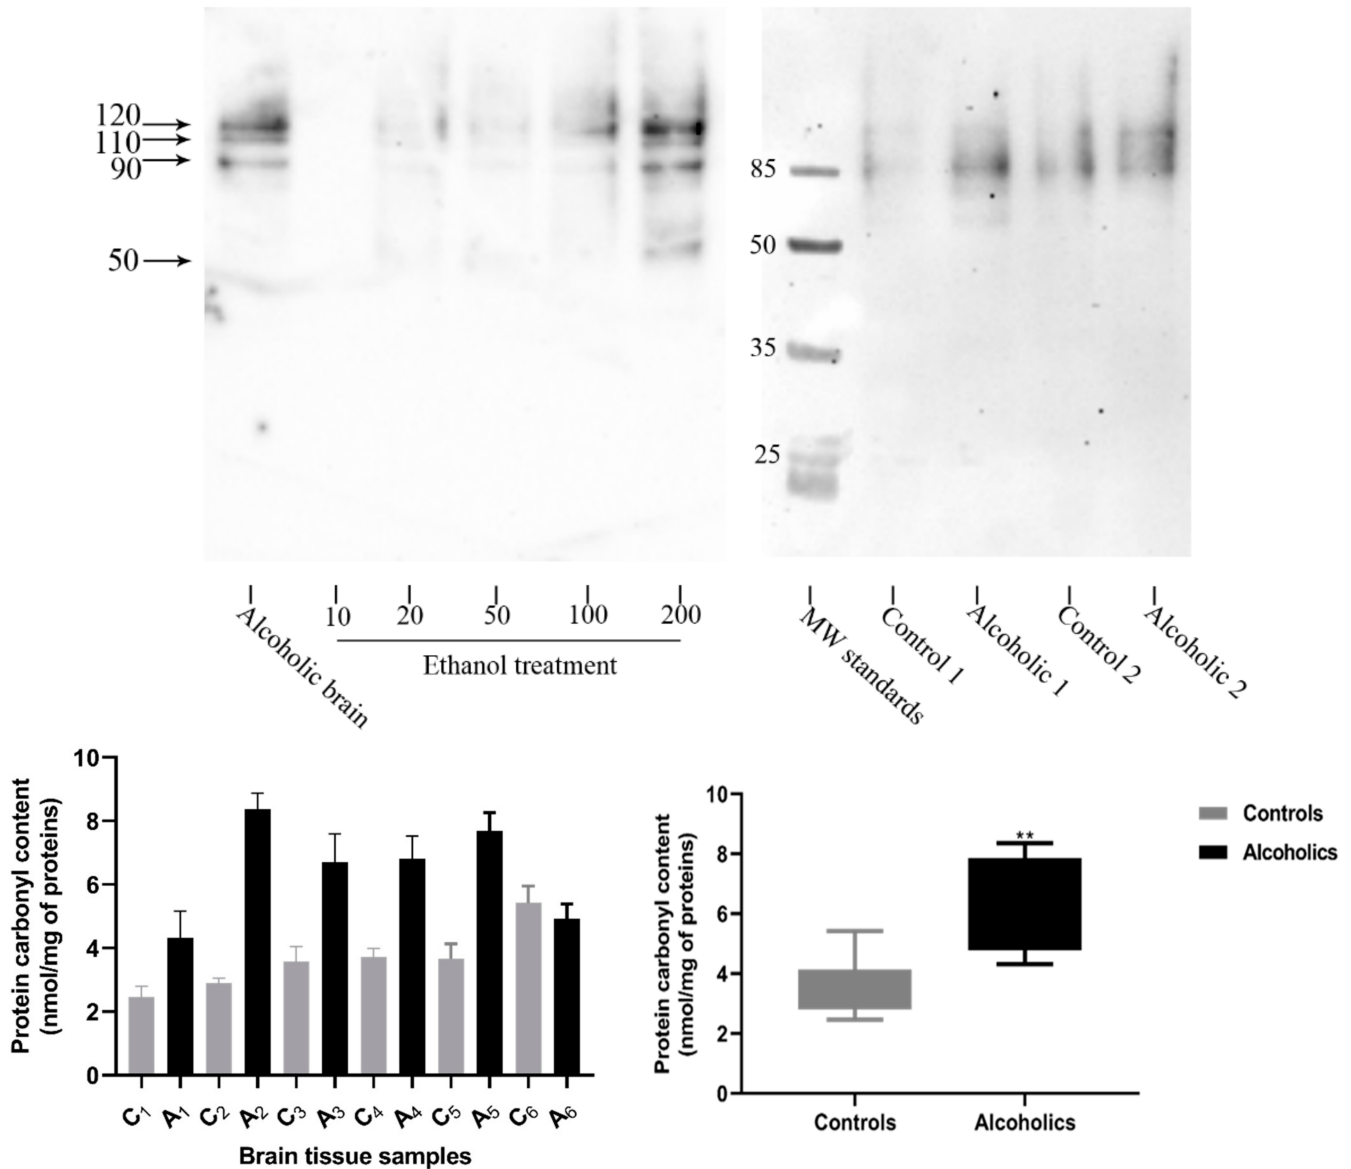 120
110
90
50
85
50
35
25
Alcoholic brain
10 20 50 100 200
Ethanol treatment
MW standards
Control 1
Alcoholic 1
Control 2
Alcoholic 2
Protein carbonyl content
(nmol/mg of proteins)
10
8
6
4
2
0
C1 A1 C2 A2 C3 A3 C4 A4 C5 A5 C6 A6
Brain tissue samples
Protein carbonyl content
(nmol/mg of proteins)
10
8
6
4
2
0
**
Controls
Alcoholics
Controls
Alcoholics